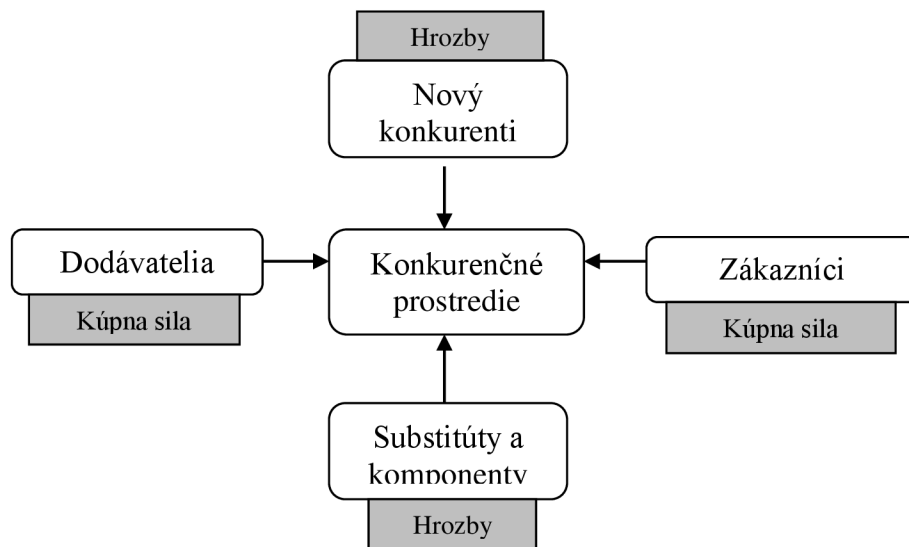 Hrozby
Nový
konkurenti
Dodávatelia
Kúpna sila
Konkurenčné
prostredie
Zákazníci
Kúpna sila
Substitúty a
komponenty
Hrozby